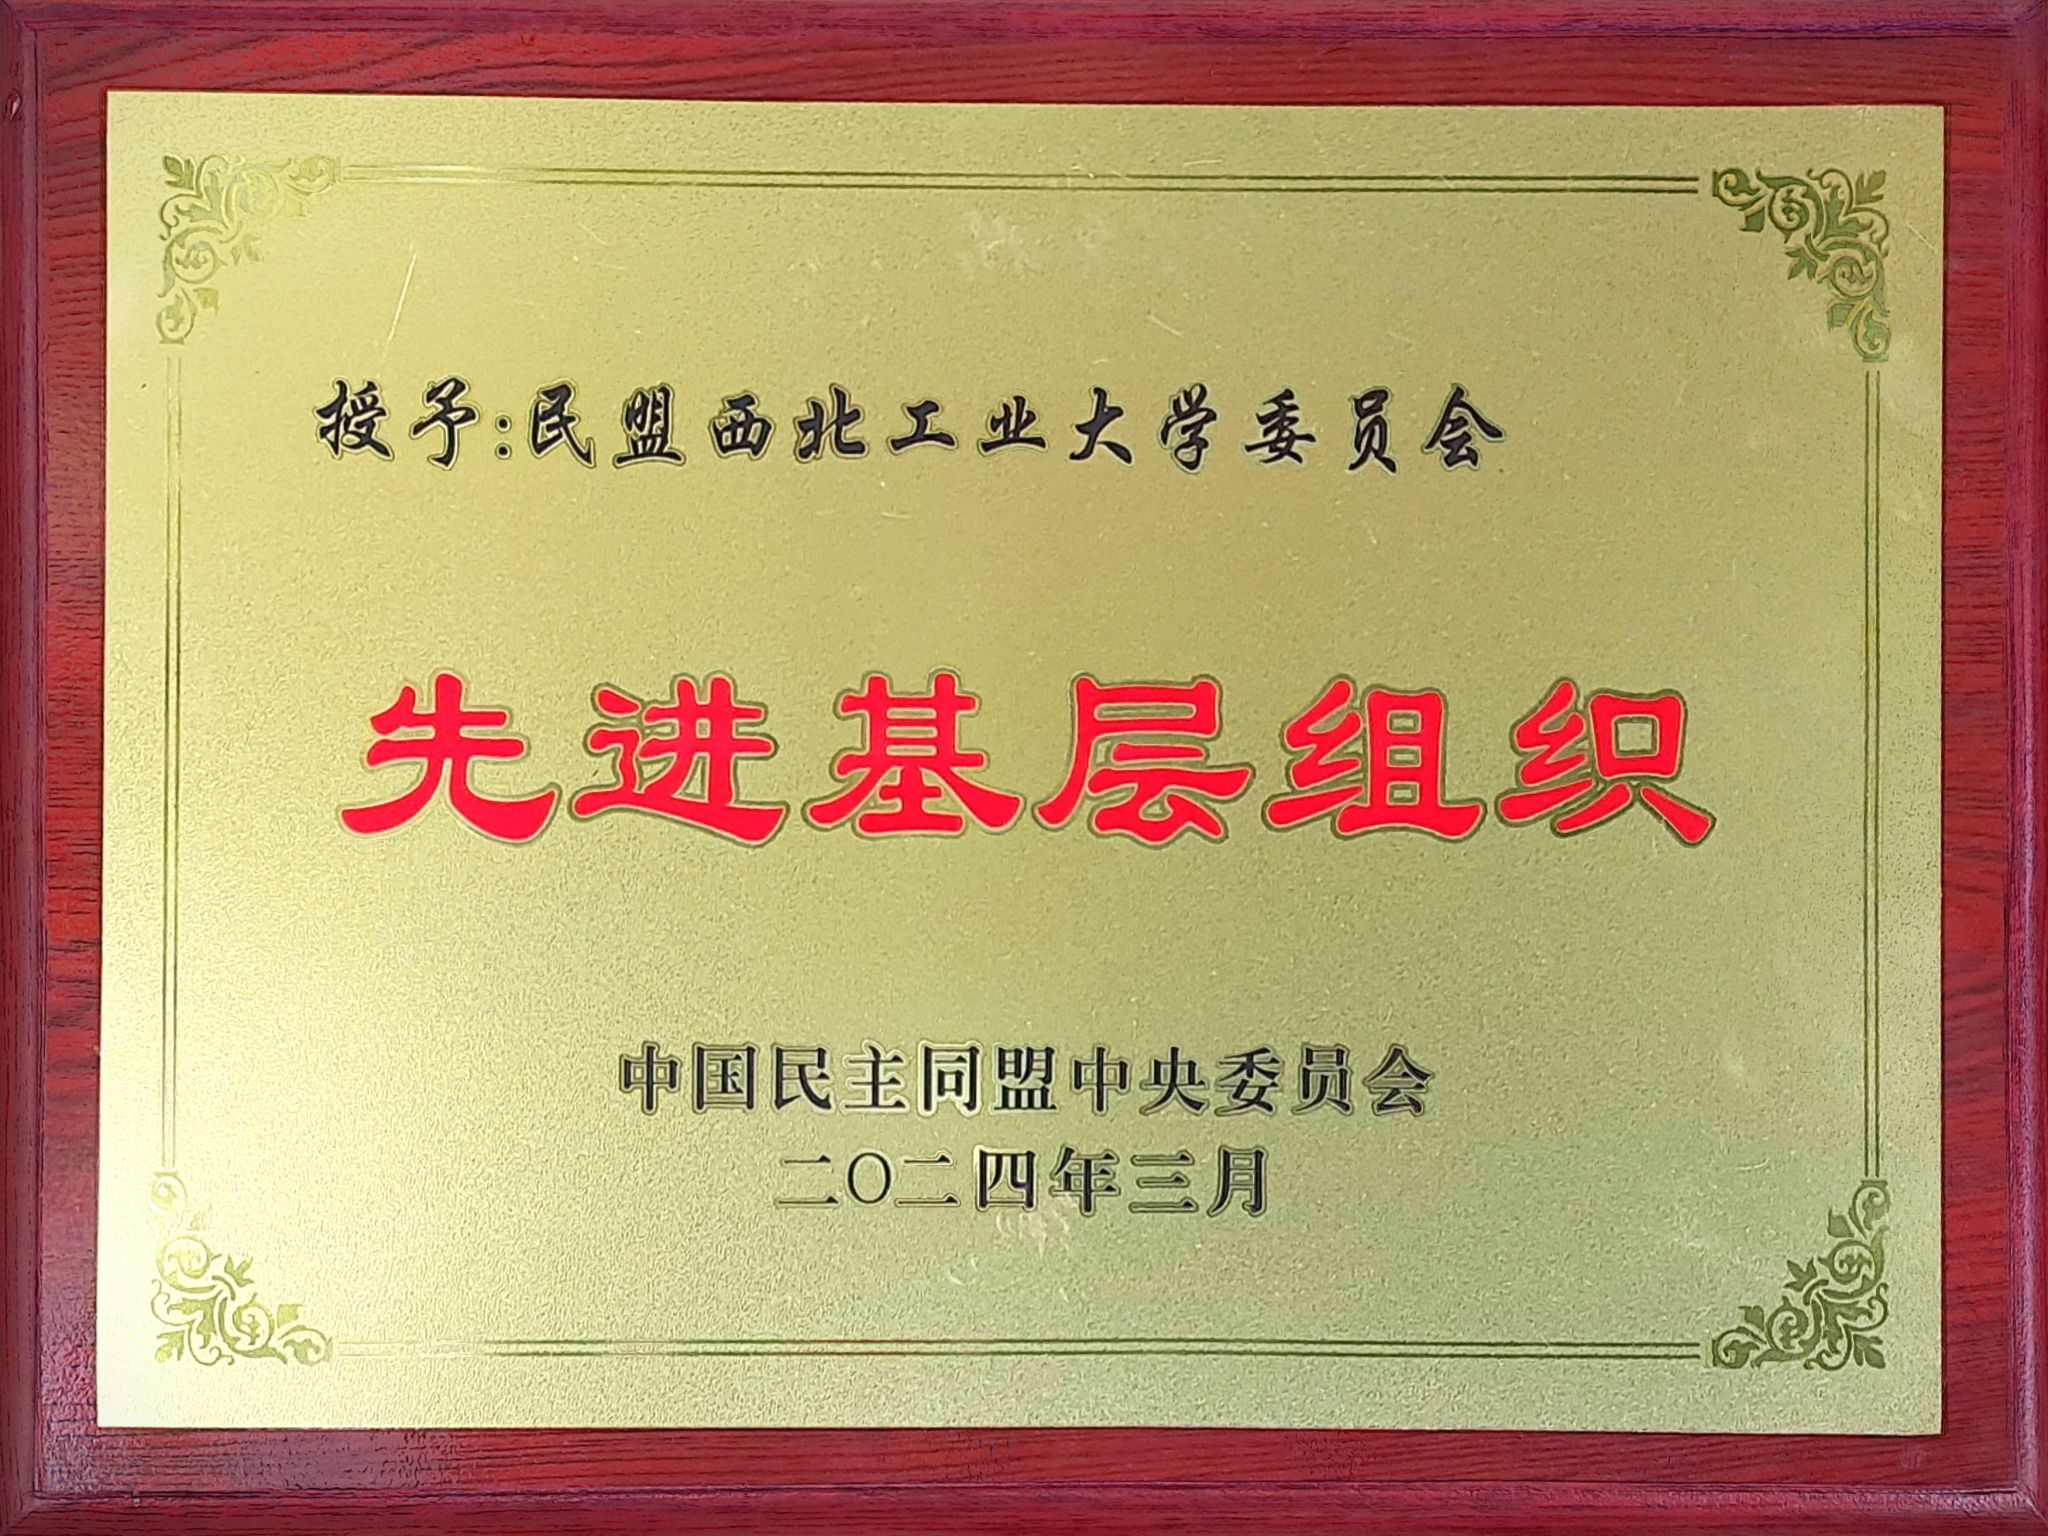 授予:民盟西北工业大学委员会
先进基层组织
中国民主同盟中央委员会
二〇二四年三月